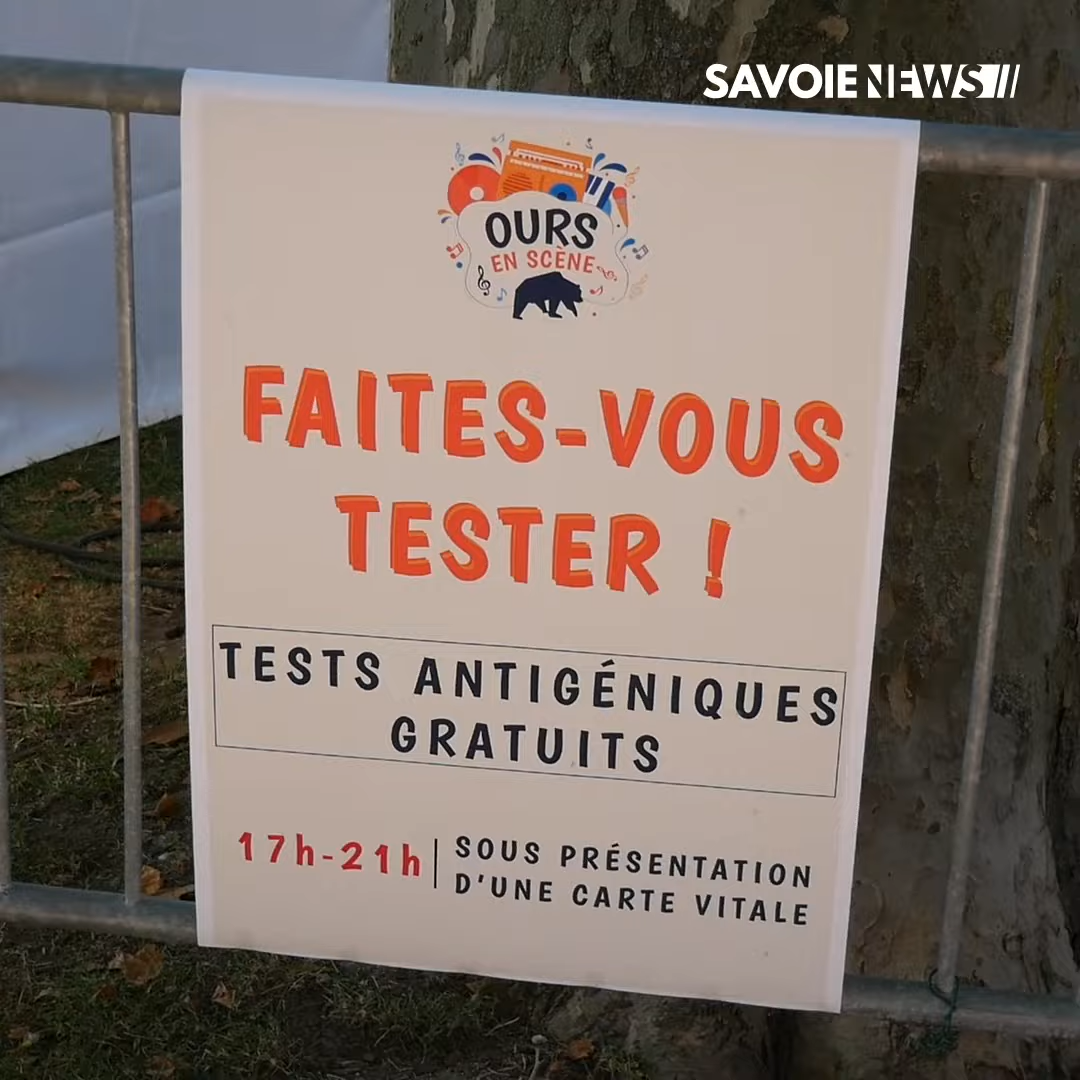 SAVOIE NEWS
OURS
EN SCÈNE
FAITES-VOUS
TESTER !
TESTS ANTIGÉNIQUES
GRATUITS
17h-21h
SOUS PRÉSENTATION
D'UNE CARTE VITALE